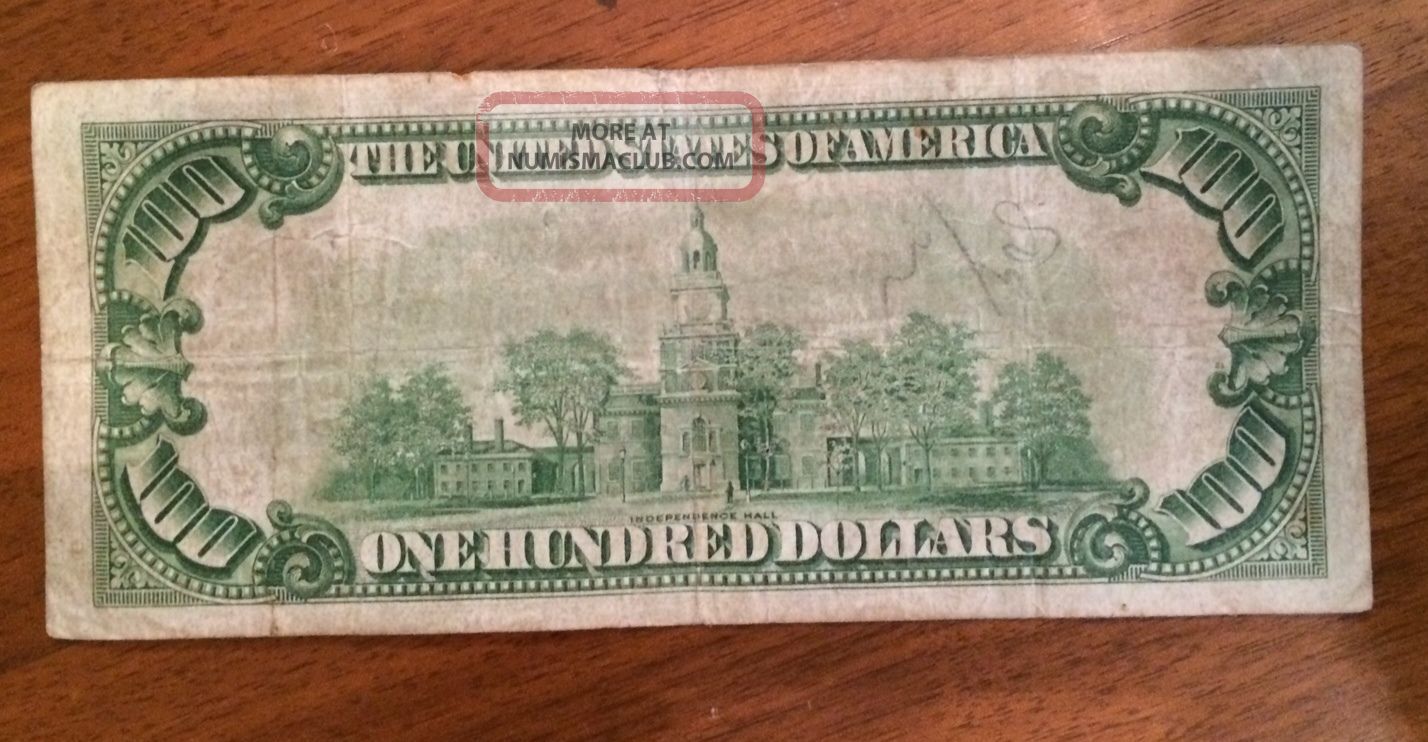 100
THE UNITED STATES OF AMERICA
100
MORE AT
NUMISMACLUB.COM
INDEPENDENCE HALL
100
ONE HUNDRED DOLLARS
100